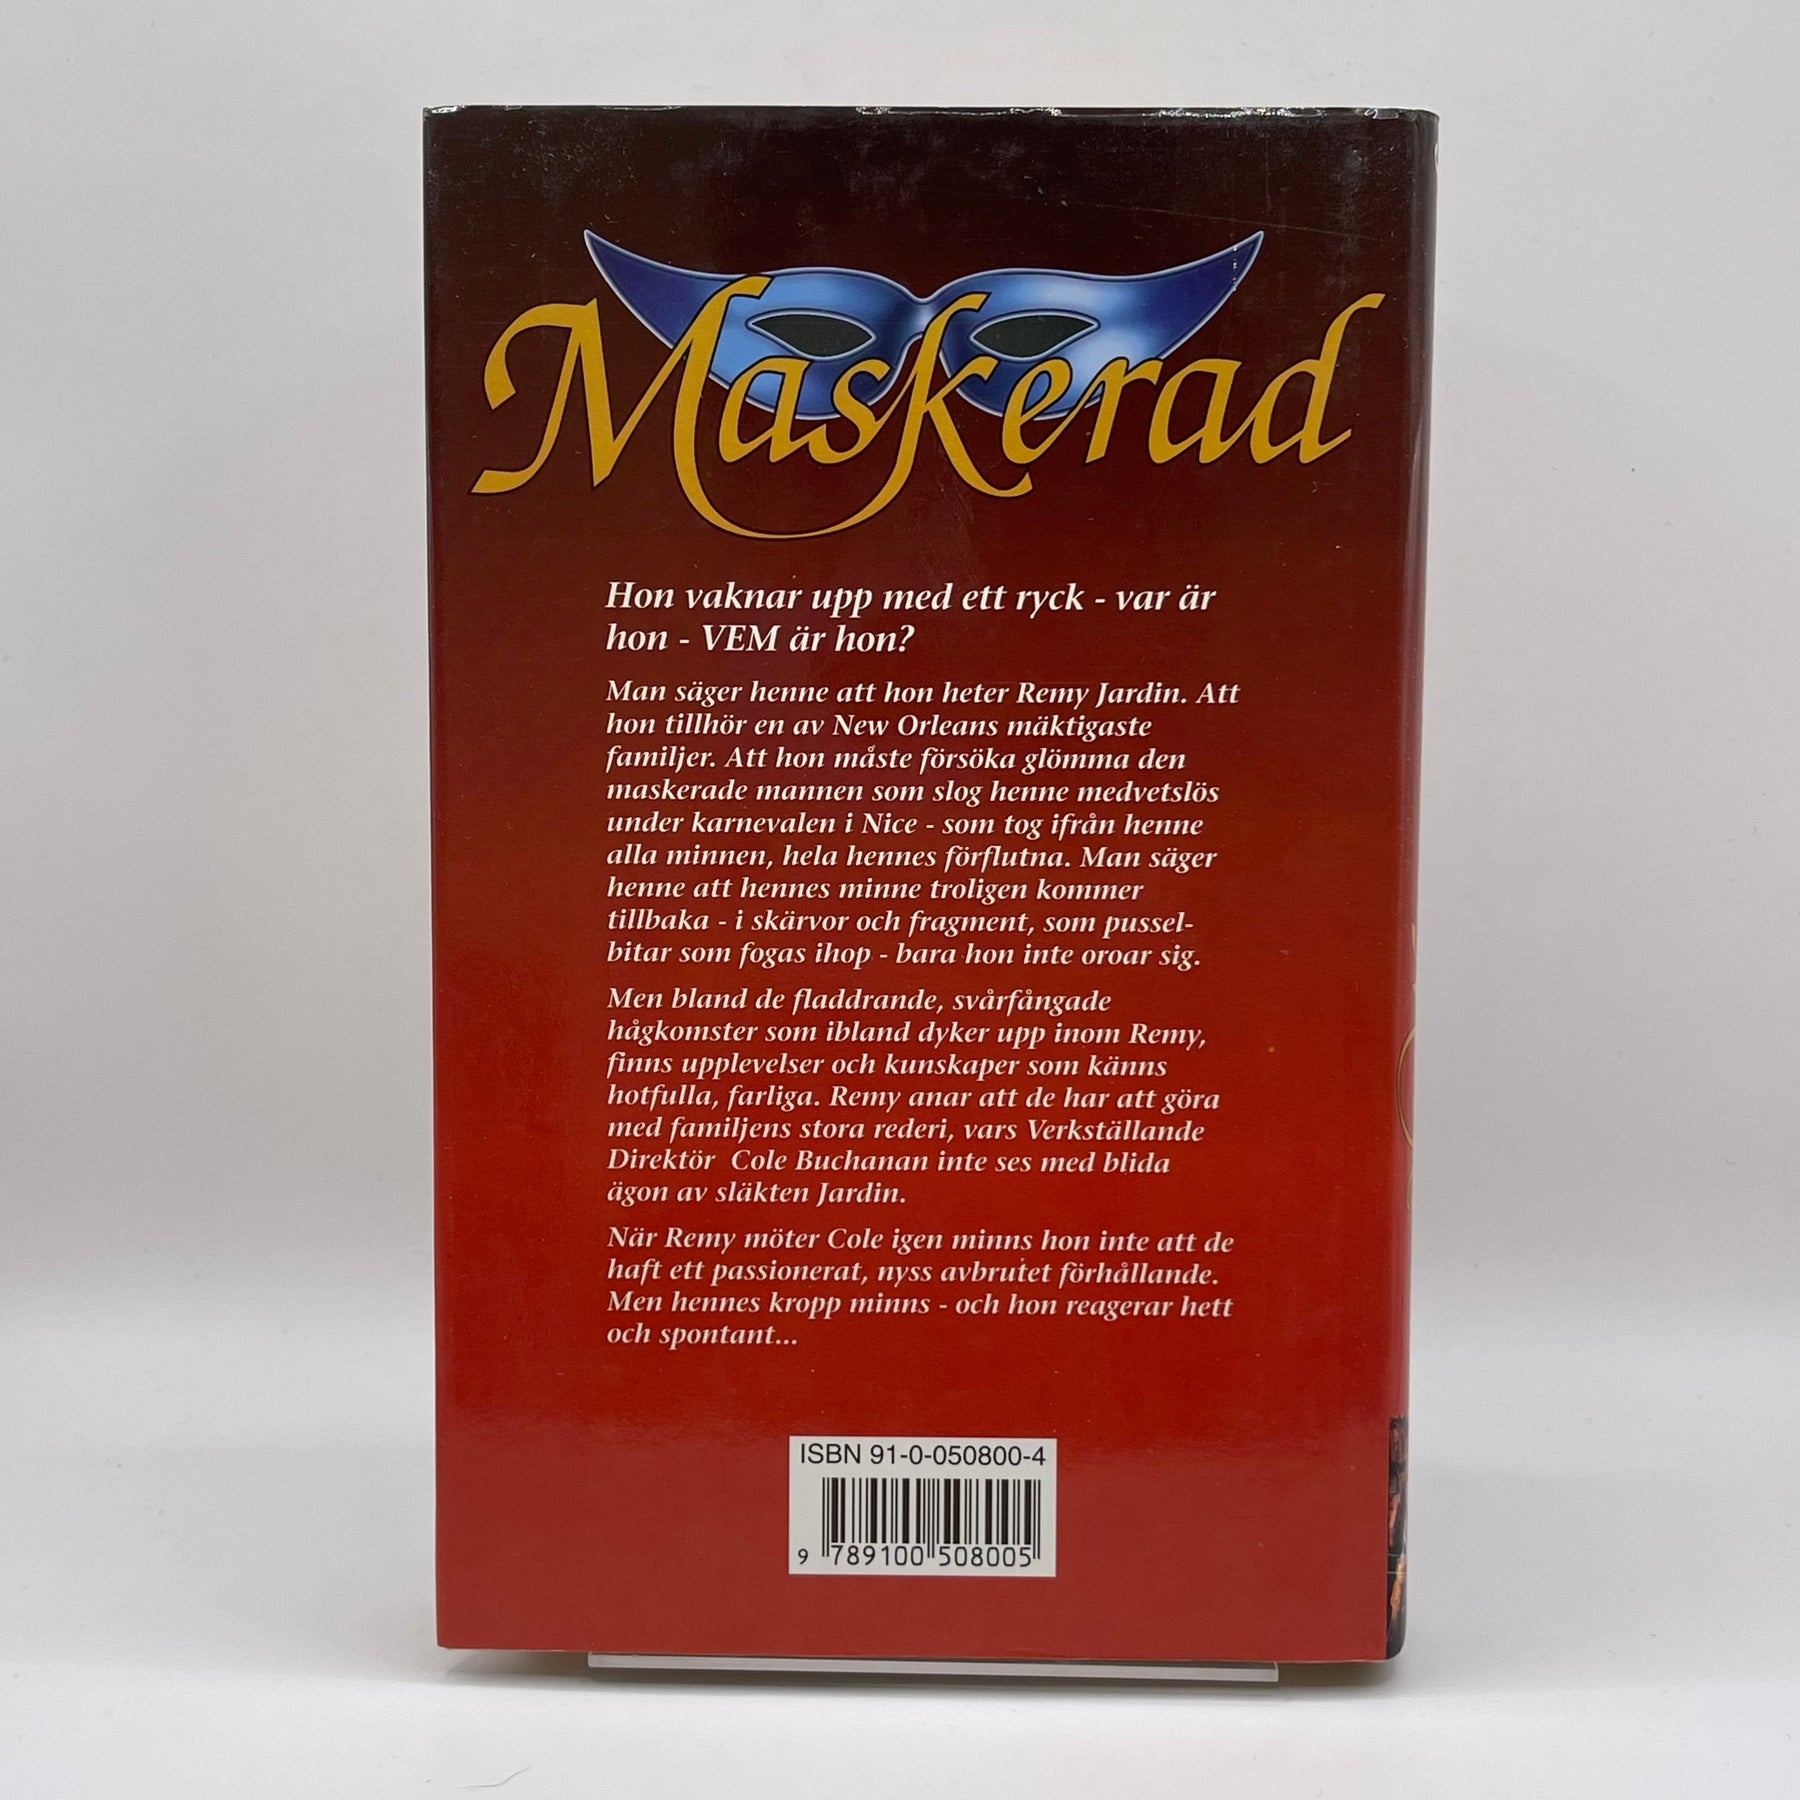 Maskerad
Hon vaknar upp med ett ryck - var är
hon - VEM är hon?
Man säger henne att hon heter Remy Jardin. Att
hon tillhör en av New Orleans mäktigaste
familjer. Att hon måste försöka glömma den
maskerade mannen som slog henne medvetslös
under karnevalen i Nice - som tog ifrån henne
alla minnen, hela hennes förflutna. Man säger
henne att hennes minne troligen kommer
tillbaka - i skärvor och fragment, som pussel-
bitar som fogas ihop - bara hon inte oroar sig.
Men bland de fladdrande, svårfångade
hågkomster som ibland dyker upp inom Remy,
finns upplevelser och kunskaper som känns
hotfulla, farliga. Remy anar att de har att göra
med familjens stora rederi, vars Verkställande
Direktör Cole Buchanan inte ses med blida
ägon av släkten Jardin.
När Remy möter Cole igen minns hon inte att de
haft ett passionerat, nyss avbrutet förhållande.
Men hennes kropp minns - och hon reagerar hett
och spontant...
ISBN 91-0-050800-4
9 789100 508005